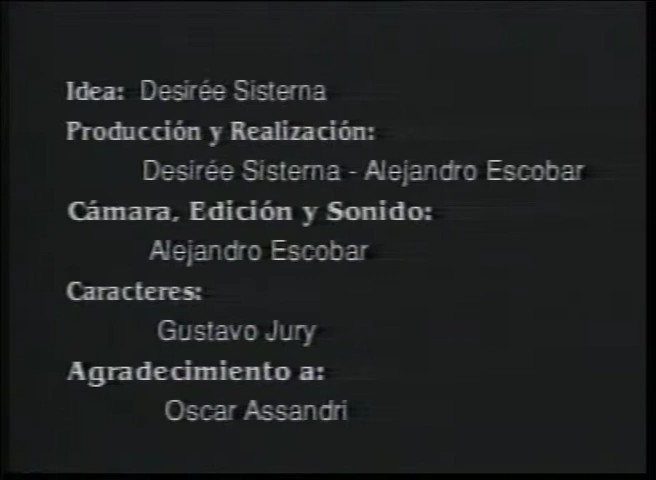 Idea: Desirée Sisterna
Producción y Realización:
Desirée Sisterna - Alejandro Escobar
Cámara, Edición y Sonido:
Alejandro Escobar
Caracteres:
Gustavo Jury
Agradecimiento a:
Oscar Assandri